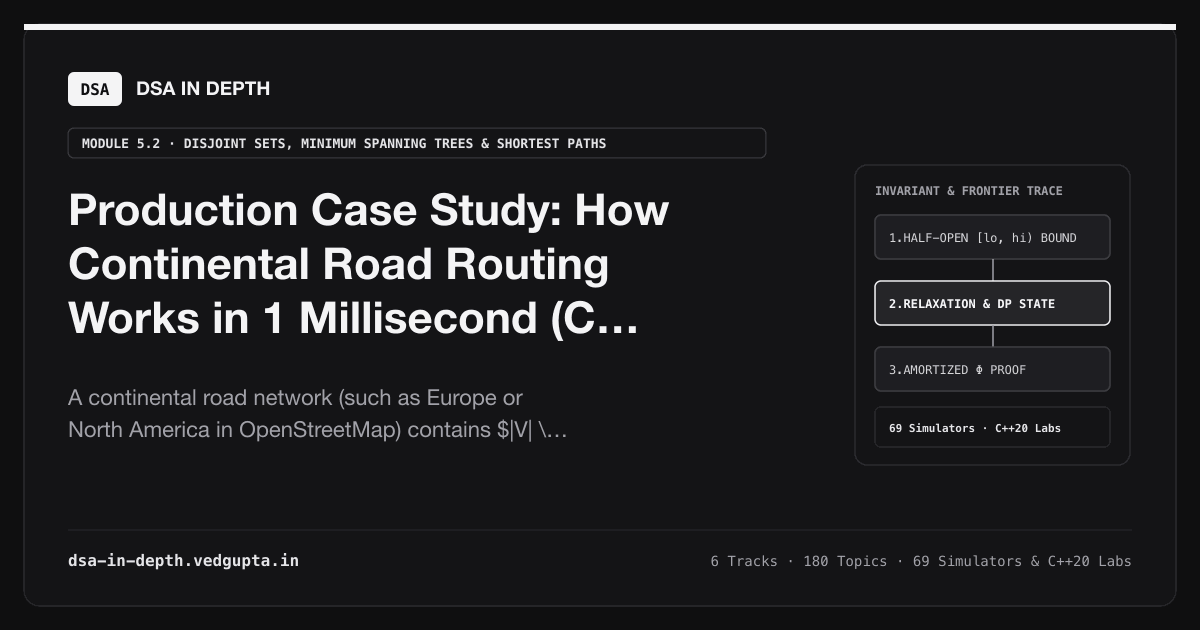 DSA
DSA IN DEPTH
MODULE 5.2 · DISJOINT SETS, MINIMUM SPANNING TREES & SHORTEST PATHS
Production Case Study: How
Continental Road Routing
Works in 1 Millisecond (C...
A continental road network (such as Europe or
North America in OpenStreetMap) contains $|V| \...
INVARIANT & FRONTIER TRACE
1.HALF-OPEN [lo, hi) BOUND
2.RELAXATION & DP STATE
3.AMORTIZED Φ PROOF
69 Simulators · C++20 Labs
dsa-in-depth.vedgupta.in
6 Tracks · 180 Topics · 69 Simulators & C++20 Labs